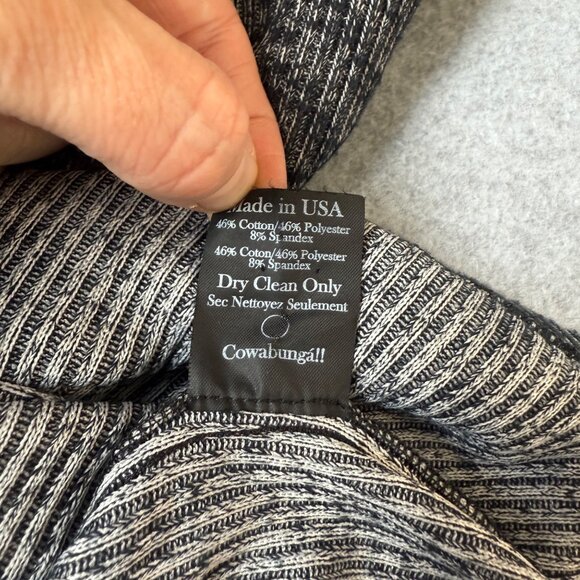 Made in USA
46% Cotton/46% Polyester
8% Spandex
46% Coton/46% Polyester
8% Spandex
Dry Clean Only
Sec Nettoyez Seulement
Cowabungá!!